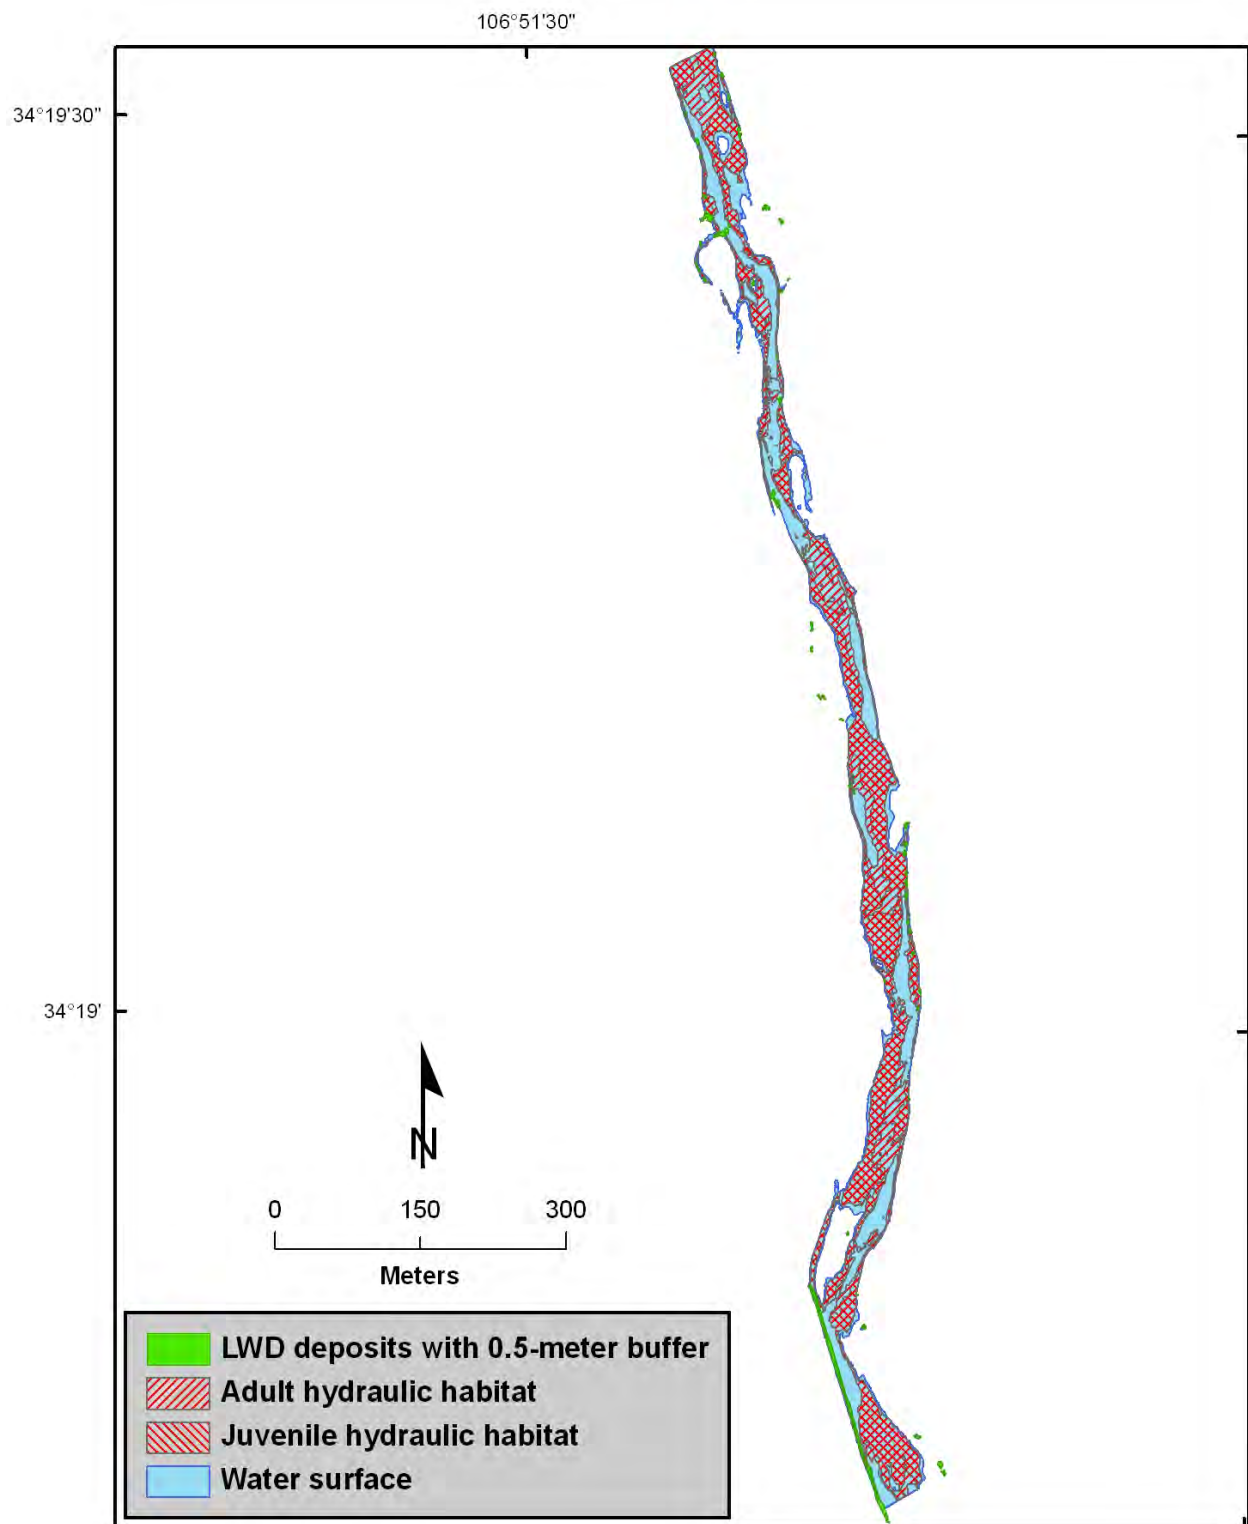 106°51'30"
34°19'30"
34°19'
N
0 150 300
Meters
LWD deposits with 0.5-meter buffer
Adult hydraulic habitat
Juvenile hydraulic habitat
Water surface